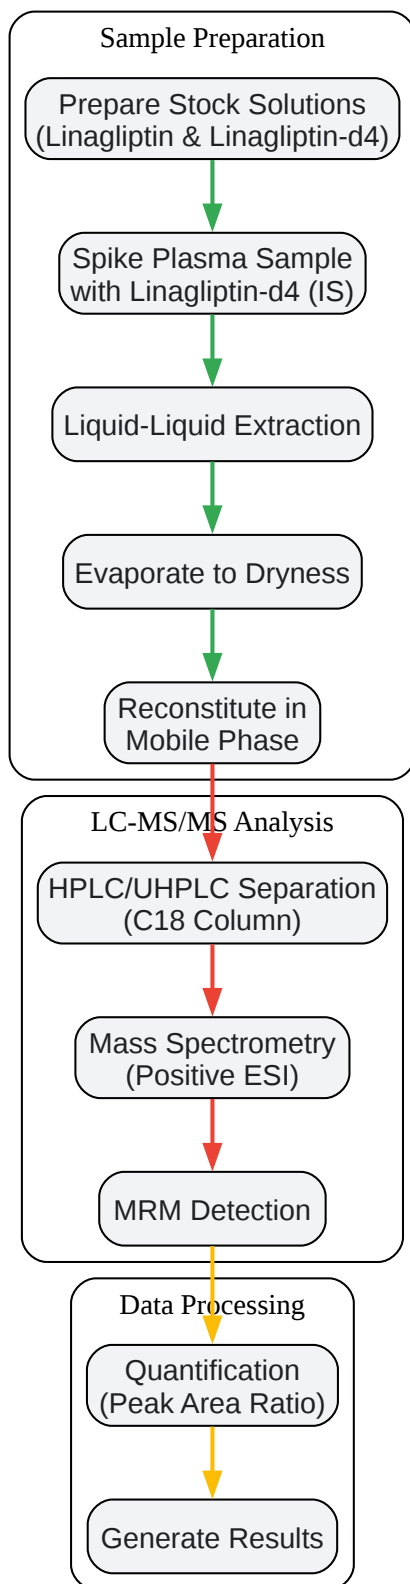 Sample Preparation
Prepare Stock Solutions
(Linagliptin & Linagliptin-d4)
Spike Plasma Sample
with Linagliptin-d4 (IS)
Liquid-Liquid Extraction
Evaporate to Dryness
Reconstitute in
Mobile Phase
LC-MS/MS Analysis
HPLC/UHPLC Separation
(C18 Column)
Mass Spectrometry
(Positive ESI)
MRM Detection
Data Processing
Quantification
(Peak Area Ratio)
Generate Results